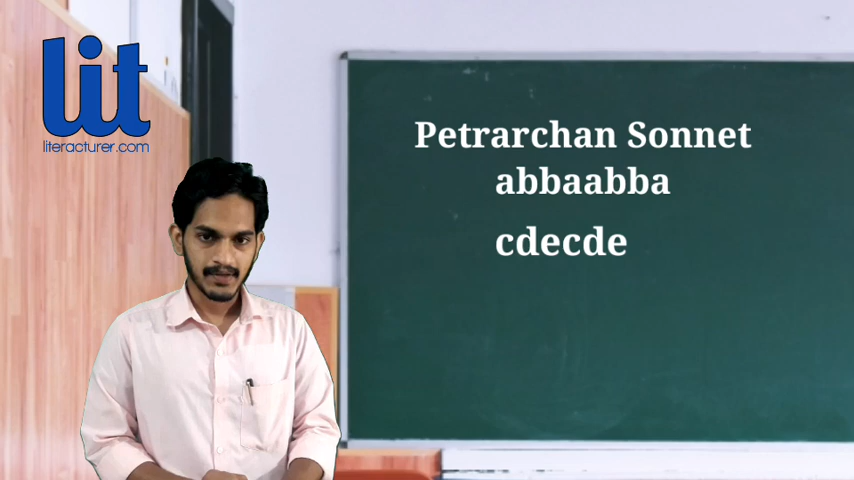 lit
literacturer.com
Petrarchan Sonnet
abbaabba
cdecde